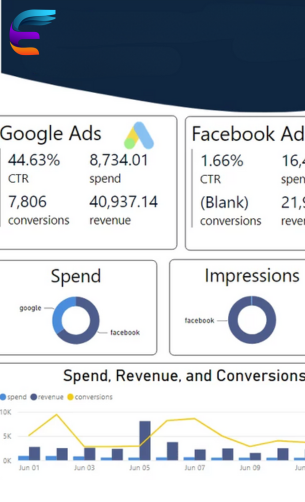 Google Ads
44.63% 8,734.01
CTR spend
7,806 40,937.14
conversions revenue
Facebook Ad
1.66% 16,4
CTR spen
(Blank) 21,9
conversions reven
Spend
google
facebook
Impressions
facebook
Spend, Revenue, and Conversions
spend revenue conversions
10K
5K
0K
Jun 01 Jun 03 Jun 05 Jun 07 Jun 09 Jun